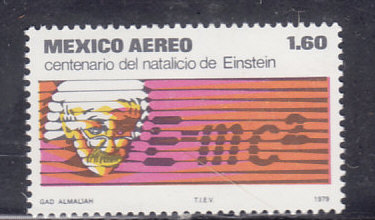 MEXICO AEREO 1.60
centenario del natalicio de Einstein
E=mc²
GAD ALMALIAH T.I.E.V. 1979